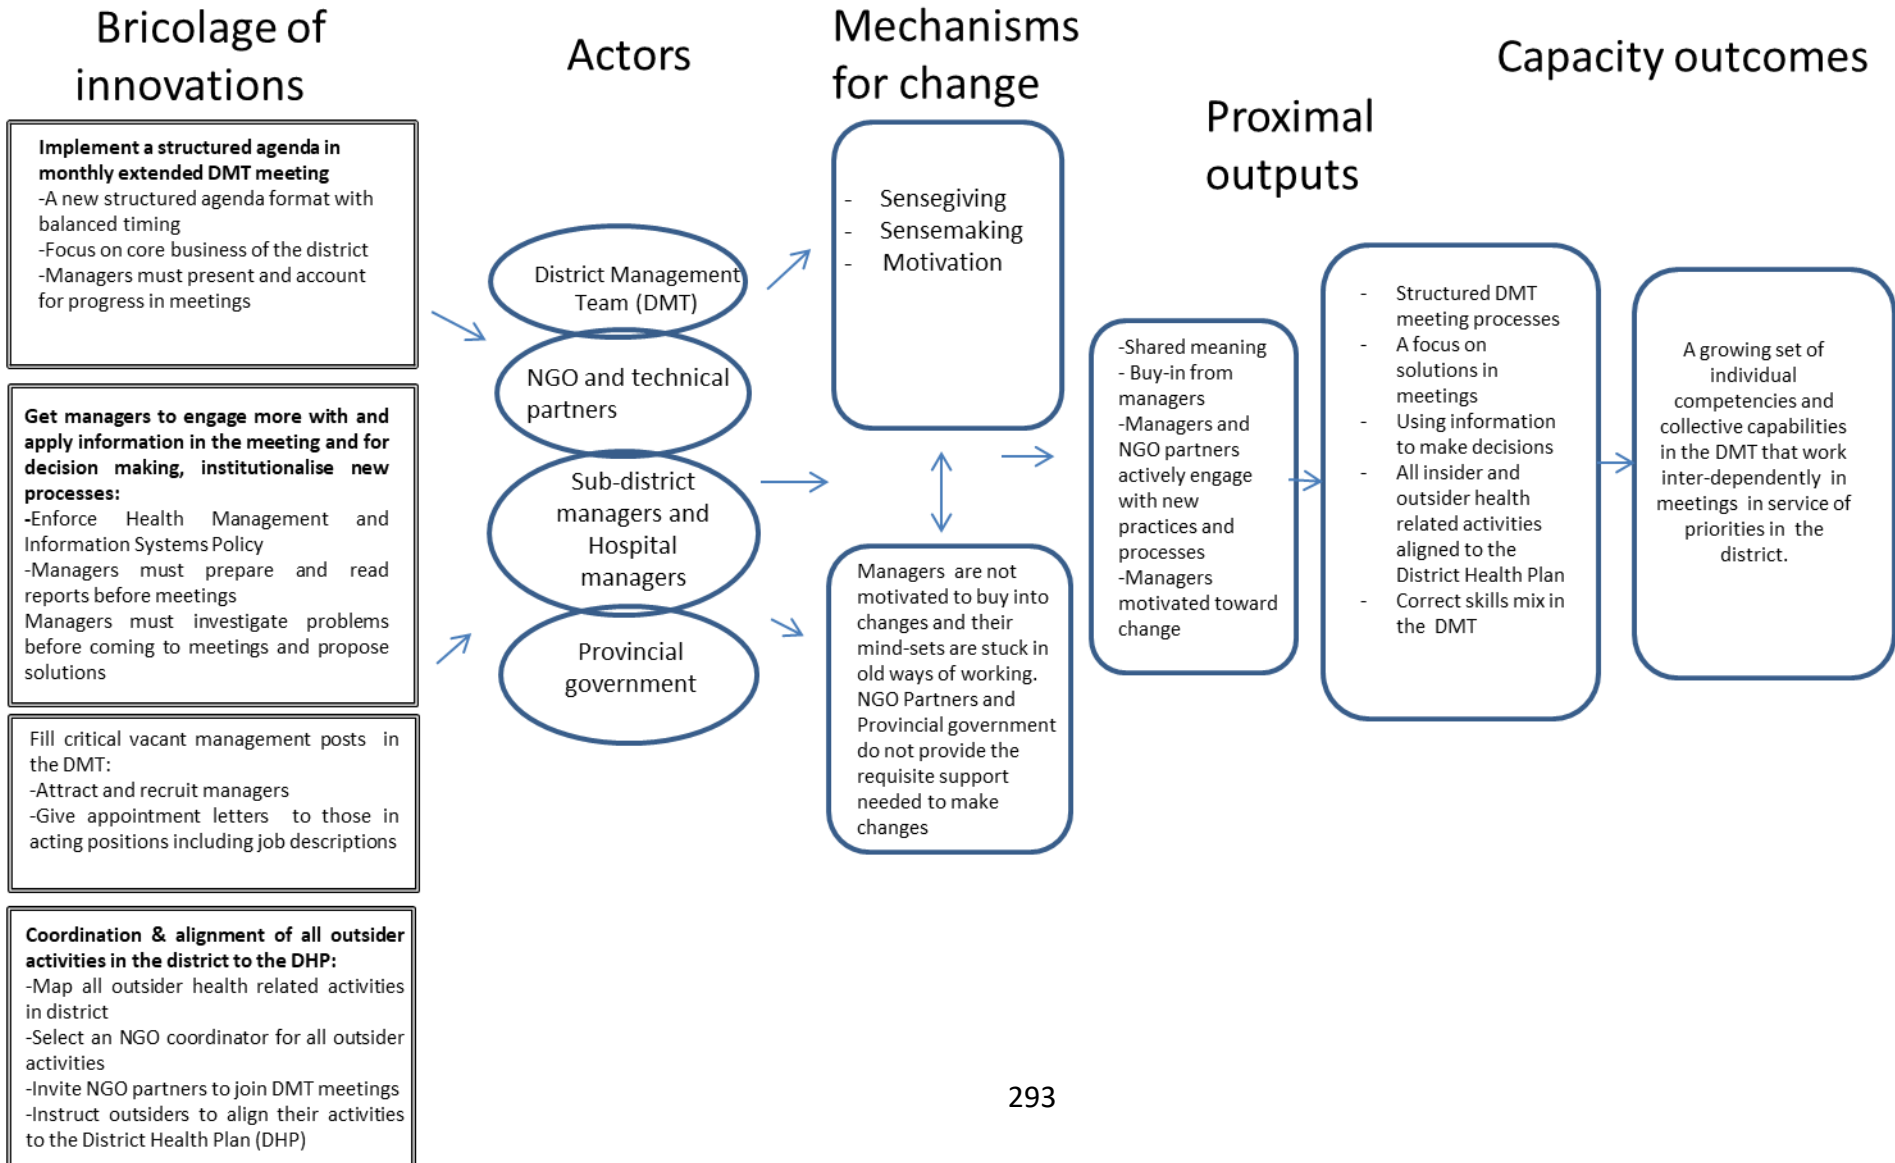 Bricolage of
innovations
Actors
Mechanisms
for change
Proximal
outputs
Capacity outcomes
Implement a structured agenda in
monthly extended DMT meeting
-A new structured agenda format with
balanced timing
-Focus on core business of the district
-Managers must present and account
for progress in meetings
Get managers to engage more with and
apply information in the meeting and for
decision making, institutionalise new
processes:
-Enforce Health Management and
Information Systems Policy
-Managers must prepare and read
reports before meetings
Managers must investigate problems
before coming to meetings and propose
solutions
Fill critical vacant management posts in
the DMT:
-Attract and recruit managers
-Give appointment letters to those in
acting positions including job descriptions
Coordination & alignment of all outsider
activities in the district to the DHP:
-Map all outsider health related activities
in district
-Select an NGO coordinator for all outsider
activities
-Invite NGO partners to join DMT meetings
-Instruct outsiders to align their activities
to the District Health Plan (DHP)
District Management
Team (DMT)
NGO and technical
partners
Sub-district
managers and
Hospital
managers
Provincial
government
- Sensegiving
- Sensemaking
- Motivation
Managers are not
motivated to buy into
changes and their
mind-sets are stuck in
old ways of working.
NGO Partners and
Provincial government
do not provide the
requisite support
needed to make
changes
-Shared meaning
- Buy-in from
managers
-Managers and
NGO partners
actively engage
with new
practices and
processes
-Managers
motivated toward
change
- Structured DMT
meeting processes
- A focus on
solutions in
meetings
- Using information
to make decisions
- All insider and
outsider health
related activities
aligned to the
District Health Plan
- Correct skills mix in
the DMT
A growing set of
individual
competencies and
collective capabilities
in the DMT that work
inter-dependently in
meetings in service of
priorities in the
district.
293